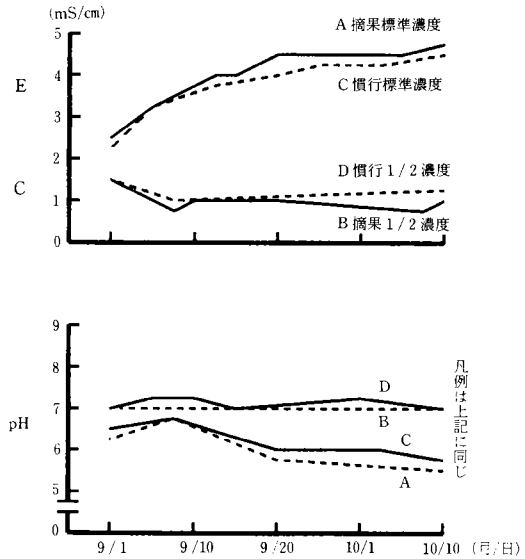 (mS/cm)
5
4
3
2
1
0
E
C
A 摘果標準濃度
C 慣行標準濃度
D 慣行1/2濃度
B 摘果1/2濃度
9
8
7
6
5
0
pH
D
B
C
A
凡例は上記に同じ
9/1 9/10 9/20 10/1 10/10 (月/日)